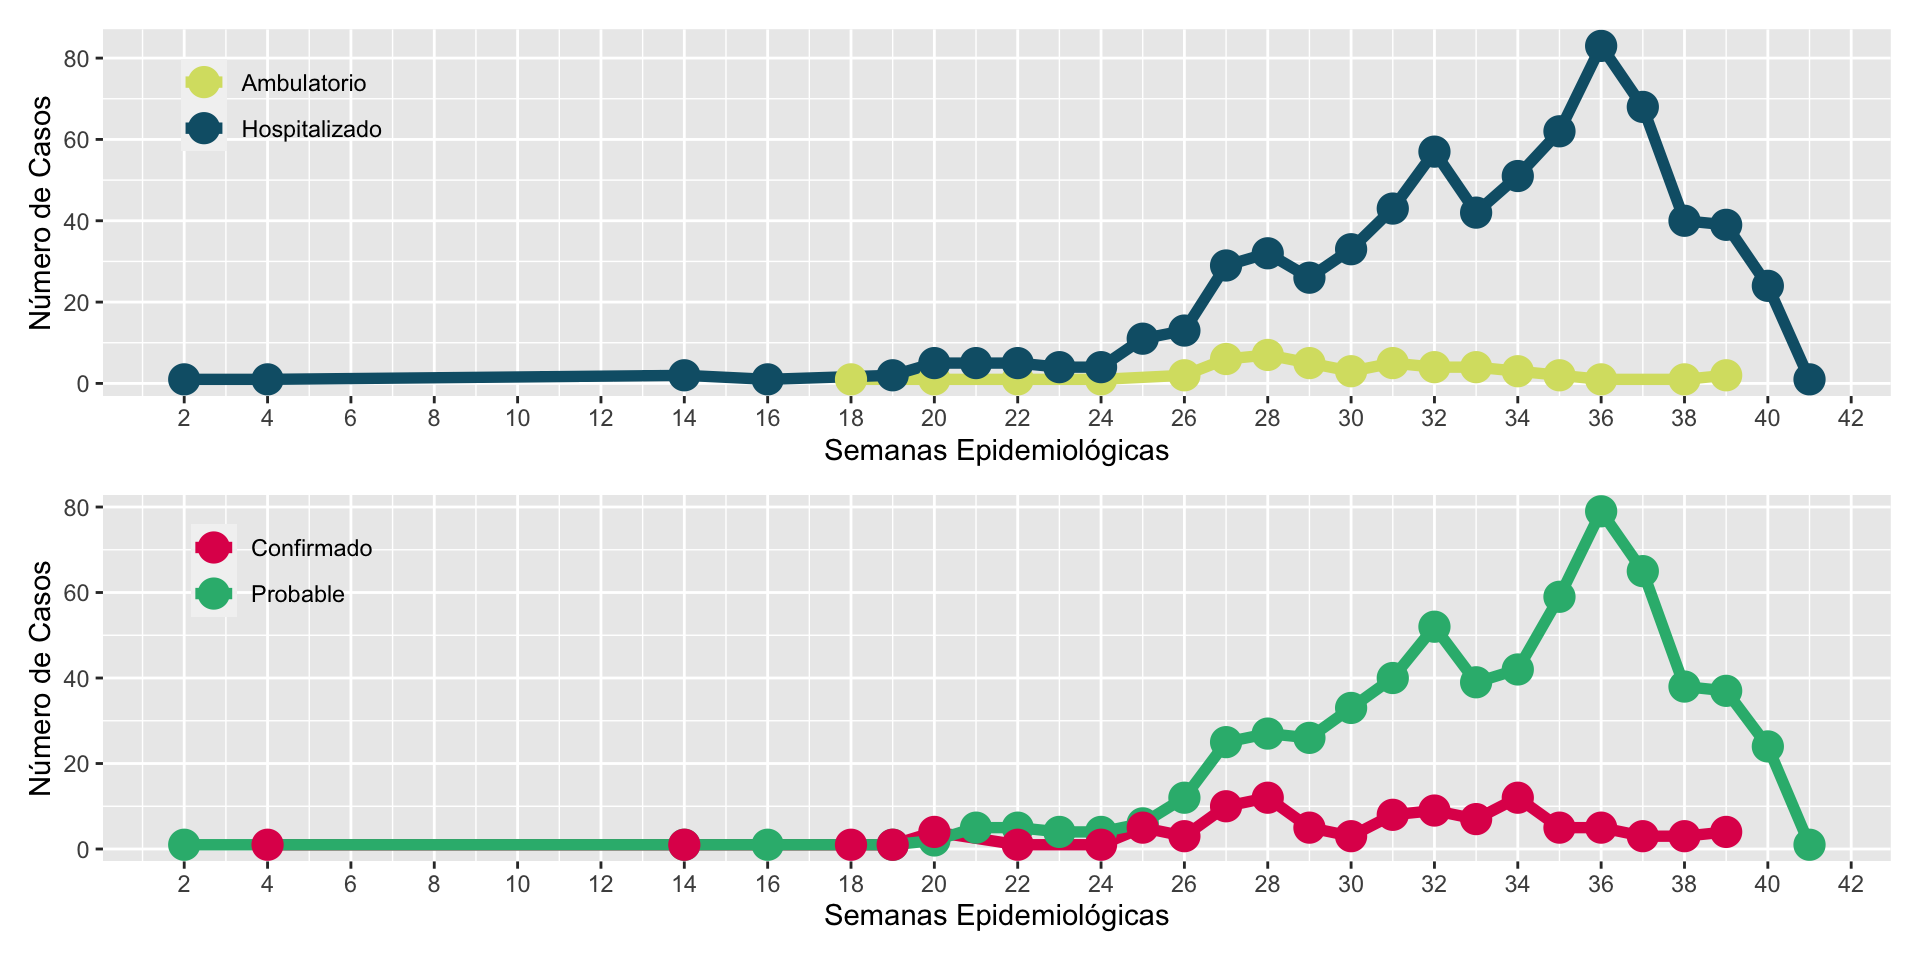 Número de Casos
80
60
40
20
0
Ambulatorio
Hospitalizado
2 4 6 8 10 12 14 16 18 20 22 24 26 28 30 32 34 36 38 40 42
Semanas Epidemiológicas
Número de Casos
80
60
40
20
0
Confirmado
Probable
2 4 6 8 10 12 14 16 18 20 22 24 26 28 30 32 34 36 38 40 42
Semanas Epidemiológicas